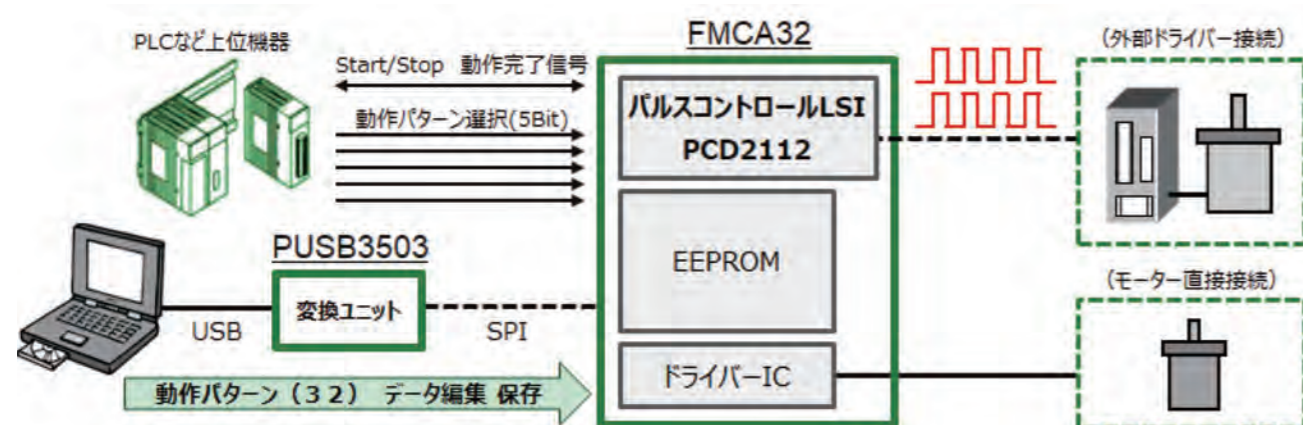 PLCなど上位機器
Start/Stop 動作完了信号
動作パターン選択(5Bit)
FMCA32
パルスコントロールLSI
PCD2112
EEPROM
ドライバーIC
PUSB3503
変換ユニット
USB
SPI
動作パターン（３２） データ編集 保存
（外部ドライバー接続）
（モーター直接接続）